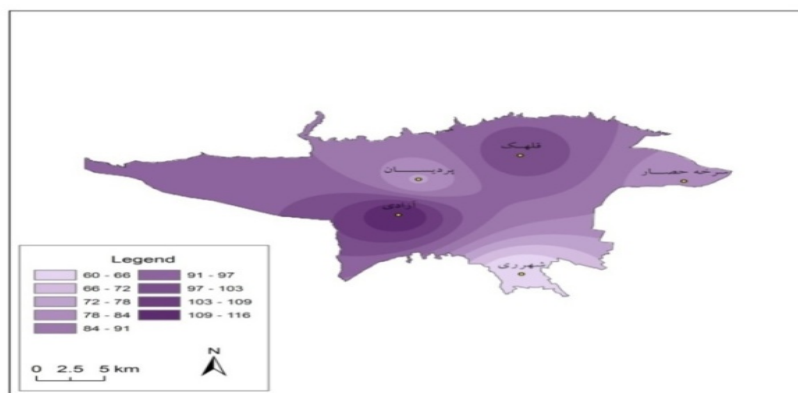 قلهک
پردیسان
سرخه حصار
آزادی
شهرری
Legend
60 - 66
66 - 72
72 - 78
78 - 84
84 - 91
91 - 97
97 - 103
103 - 109
109 - 116
N
0 2.5 5 km